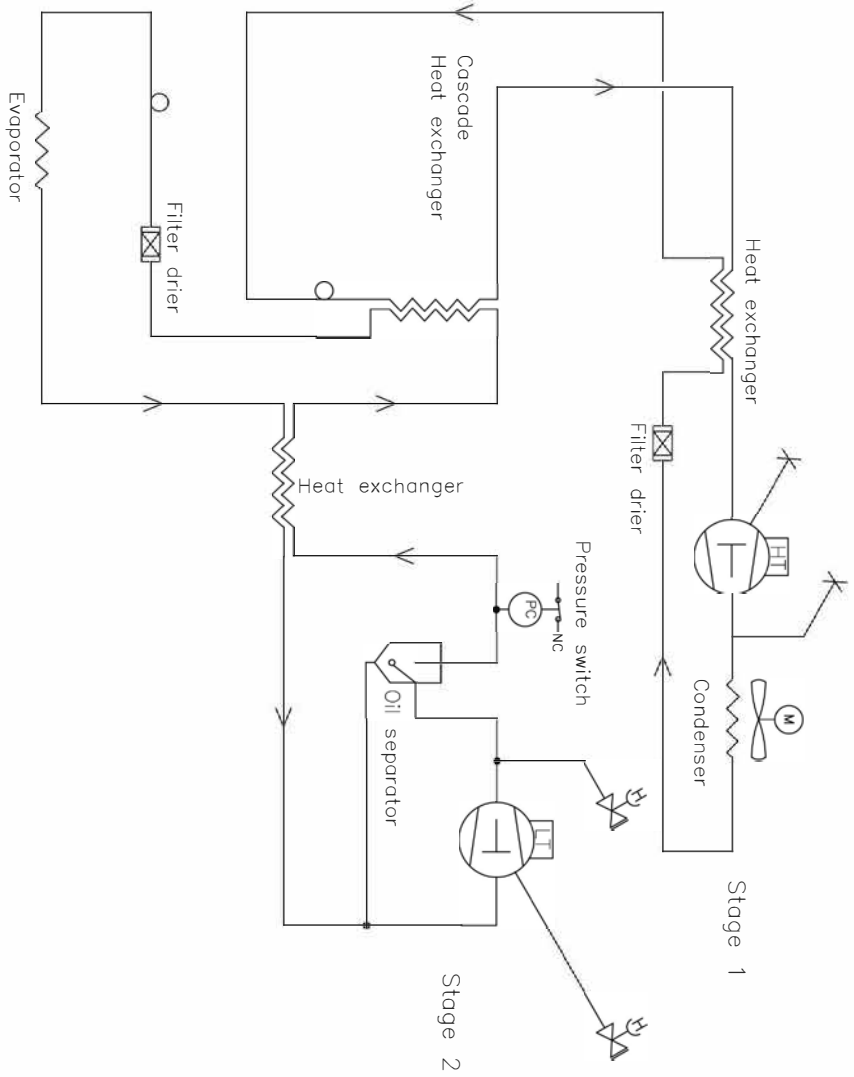 Stage 1
HT
M
Condenser
Heat exchanger
Filter drier
Cascade
Heat exchanger
Pressure switch
NC
PC
H
H
LT
Oil separator
Heat exchanger
Filter drier
Evaporator
Stage 2